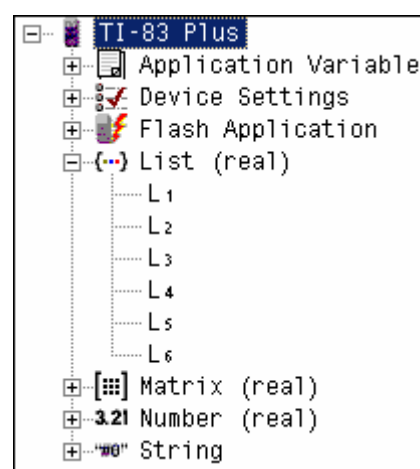 TI-83 Plus
Application Variable
Device Settings
Flash Application
List (real)
L1
L2
L3
L4
L5
L6
Matrix (real)
3.21 Number (real)
String